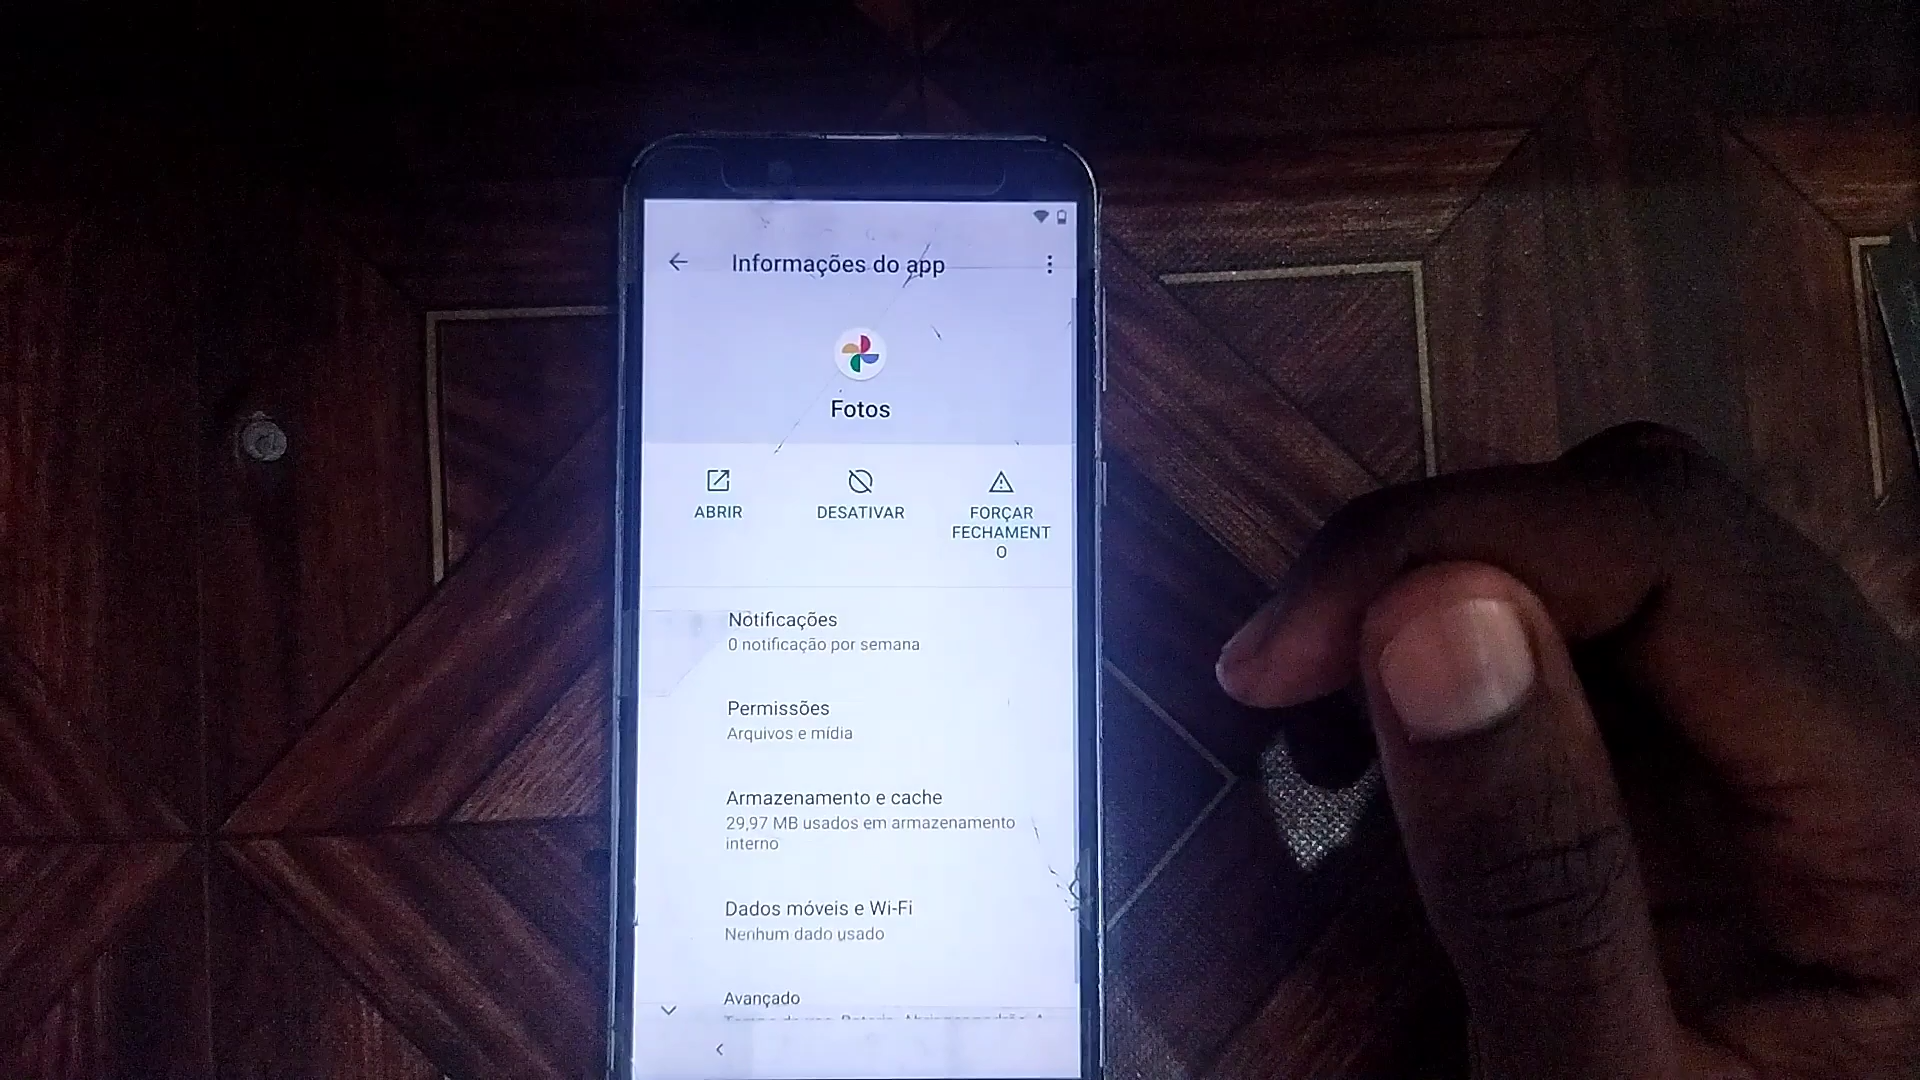 Informações do app
Fotos
ABRIR
DESATIVAR
FORÇAR
FECHAMENT
O
Notificações
0 notificação por semana
Permissões
Arquivos e mídia
Armazenamento e cache
29,97 MB usados em armazenamento
interno
Dados móveis e Wi-Fi
Nenhum dado usado
Avançado